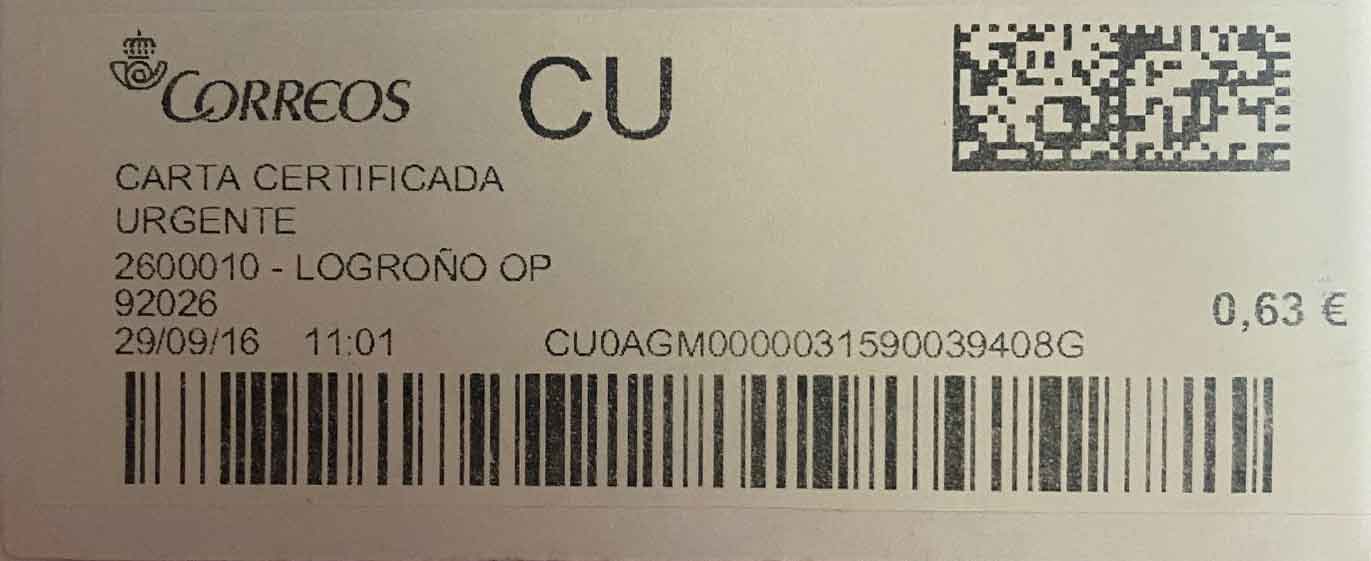 CORREOS
CU
CARTA CERTIFICADA
URGENTE
2600010 - LOGROÑO OP
92026
0,63 €
29/09/16 11:01
CU0AGM0000031590039408G